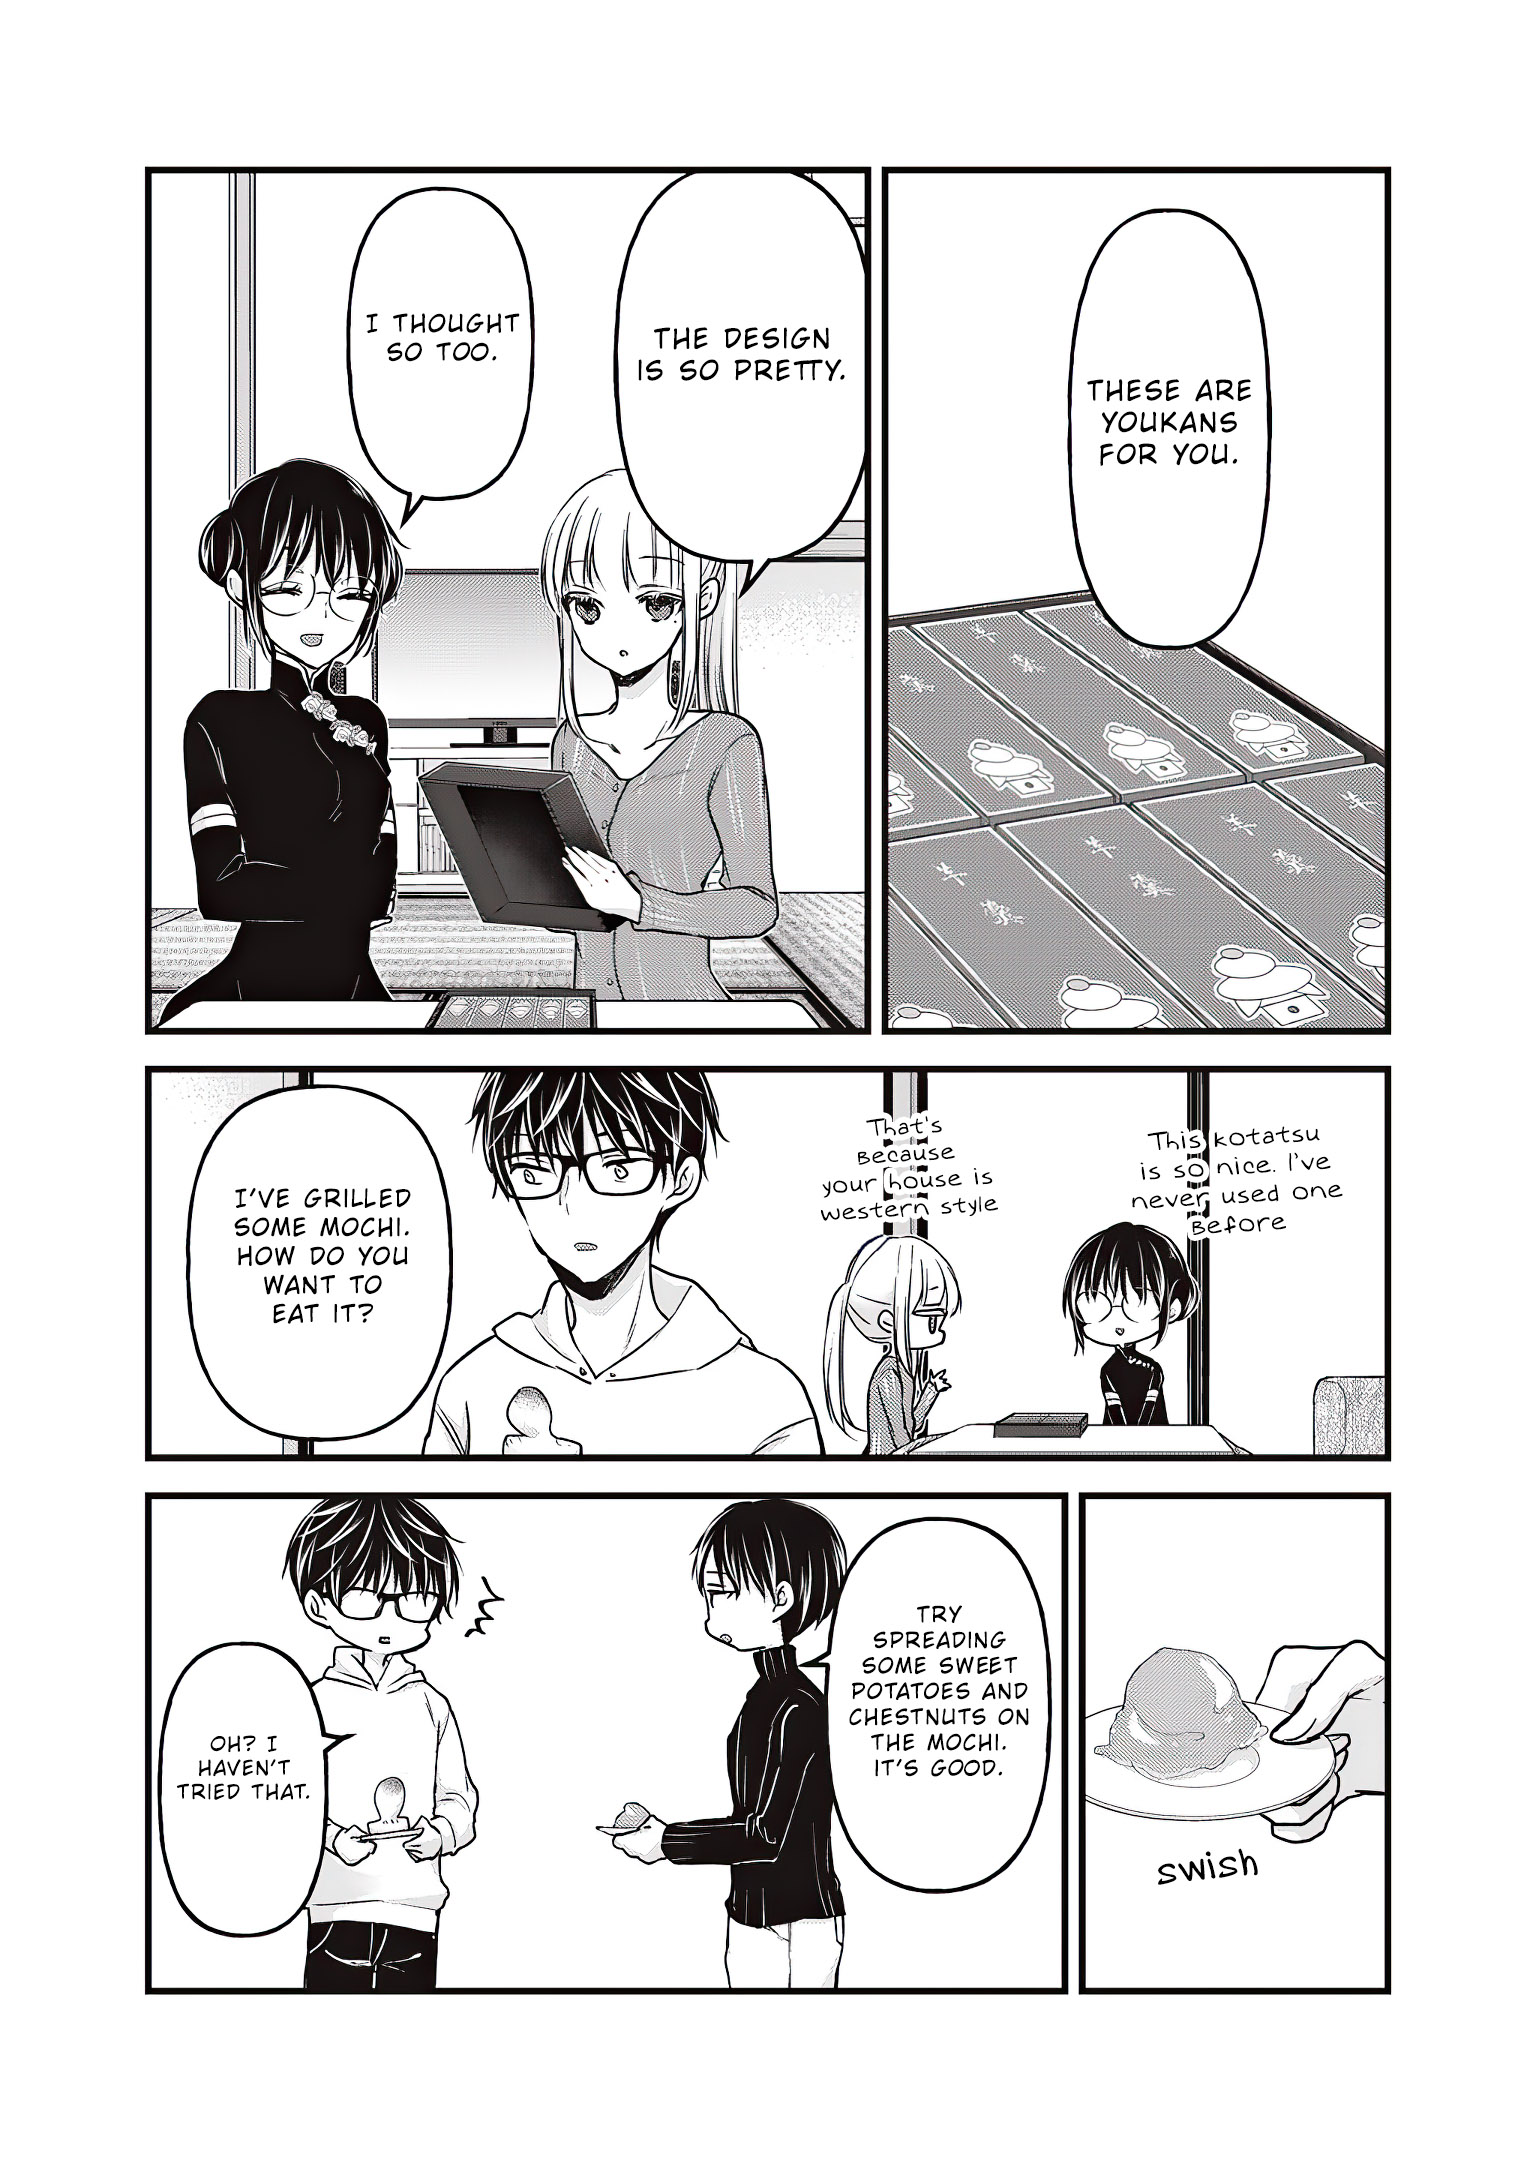 THESE ARE
YOUKANS
FOR YOU.
THE DESIGN
IS SO PRETTY.
I THOUGHT
SO TOO.
This kotatsu
is so nice. I've
never used one
Before
That's
Because
your house is
western style
I'VE GRILLED
SOME MOCHI.
HOW DO YOU
WANT TO
EAT IT?
swish
TRY
SPREADING
SOME SWEET
POTATOES AND
CHESTNUTS ON
THE MOCHI.
IT'S GOOD.
OH? I
HAVEN'T
TRIED THAT.